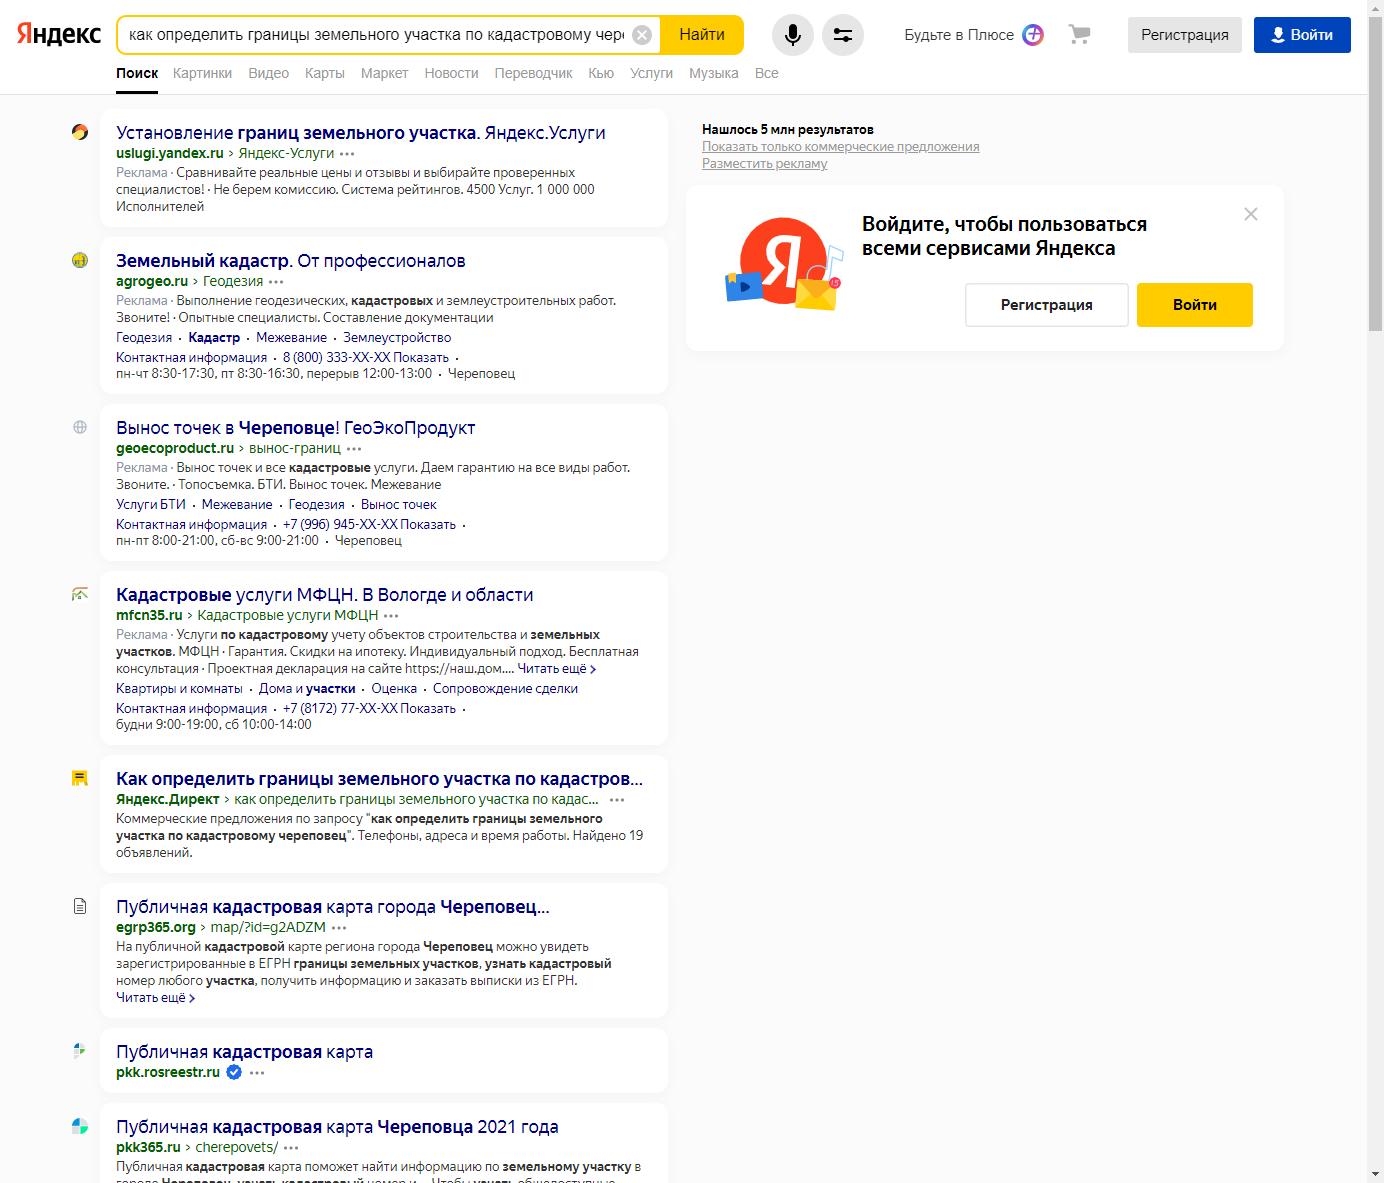 Яндекс
как определить границы земельного участка по кадастровому чере
Найти
Будьте в Плюсе
Регистрация
Войти
Поиск Картинки Видео Карты Маркет Новости Переводчик Кью Услуги Музыка Все
Установление границ земельного участка. Яндекс.Услуги
uslugi.yandex.ru › Яндекс-Услуги
Реклама · Сравнивайте реальные цены и отзывы и выбирайте проверенных
специалистов! · Не берем комиссию. Система рейтингов. 4500 Услуг. 1 000 000
Исполнителей
Земельный кадастр. От профессионалов
agrogeo.ru › Геодезия
Реклама · Выполнение геодезических, кадастровых и землеустроительных работ.
Звоните! · Опытные специалисты. Составление документации
Геодезия · Кадастр · Межевание · Землеустройство
Контактная информация · 8 (800) 333-XX-XX Показать ·
пн-чт 8:30-17:30, пт 8:30-16:30, перерыв 12:00-13:00 · Череповец
Вынос точек в Череповце! ГеоЭкоПродукт
geoecoproduct.ru › вынос-границ
Реклама · Вынос точек и все кадастровые услуги. Даем гарантию на все виды работ.
Звоните. · Топосъемка. БТИ. Вынос точек. Межевание
Услуги БТИ · Межевание · Геодезия · Вынос точек
Контактная информация · +7 (996) 945-XX-XX Показать ·
пн-пт 8:00-21:00, сб-вс 9:00-21:00 · Череповец
Кадастровые услуги МФЦН. В Вологде и области
mfcn35.ru › Кадастровые услуги МФЦН
Реклама · Услуги по кадастровому учету объектов строительства и земельных
участков. МФЦН · Гарантия. Скидки на ипотеку. Индивидуальный подход. Бесплатная
консультация · Проектная декларация на сайте https://наш.дом.... Читать ещё ›
Квартиры и комнаты · Дома и участки · Оценка · Сопровождение сделки
Контактная информация · +7 (8172) 77-XX-XX Показать ·
будни 9:00-19:00, сб 10:00-14:00
Как определить границы земельного участка по кадастров...
Яндекс.Директ › как определить границы земельного участка по кадас...
Коммерческие предложения по запросу "как определить границы земельного
участка по кадастровому череповец". Телефоны, адреса и время работы. Найдено 19
объявлений.
Публичная кадастровая карта города Череповец...
egrp365.org › map/?id=g2ADZM
На публичной кадастровой карте региона города Череповец можно увидеть
зарегистрированные в ЕГРН границы земельных участков, узнать кадастровый
номер любого участка, получить информацию и заказать выписки из ЕГРН.
Читать ещё ›
Публичная кадастровая карта
pkk.rosreestr.ru
Публичная кадастровая карта Череповца 2021 года
pkk365.ru › cherepovets/
Публичная кадастровая карта поможет найти информацию по земельному участку в
городе Череповец, узнать кадастровый номер и... Чтобы узнать общедоступные
Нашлось 5 млн результатов
Показать только коммерческие предложения
Разместить рекламу
Войдите, чтобы пользоваться
всеми сервисами Яндекса
Я
15
Регистрация
Войти